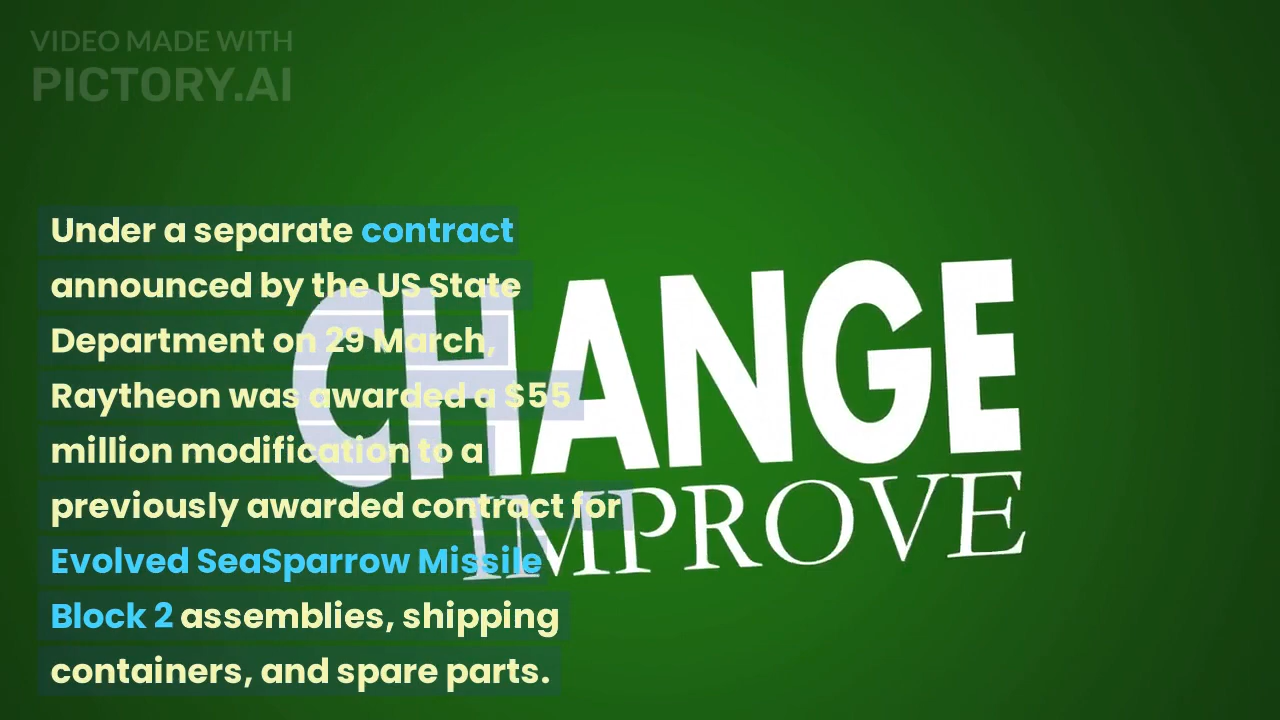 VIDEO MADE WITH
PICTORY.AI
Under a separate contract
announced by the US State
Department on 29 March,
Raytheon was awarded a $55
million modification to a
previously awarded contract for
Evolved SeaSparrow Missile
Block 2 assemblies, shipping
containers, and spare parts.
CHANGE
IMPROVE